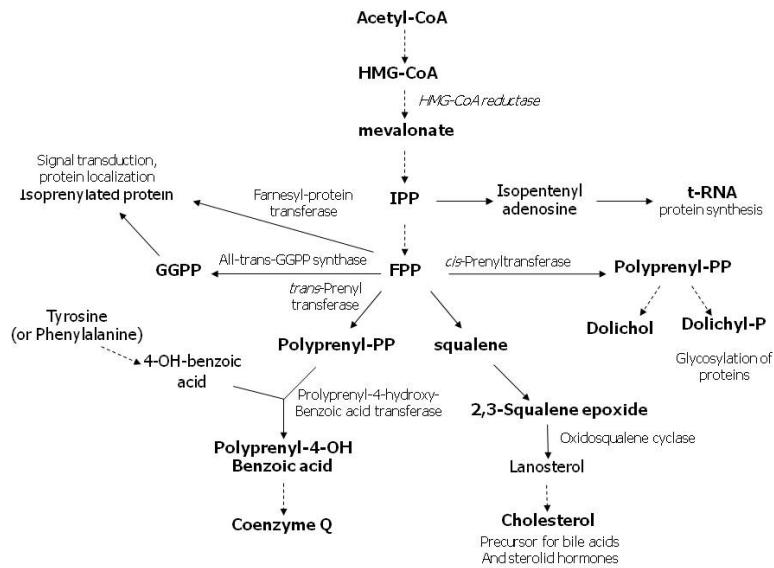 Acetyl-CoA
HMG-CoA
HMG-CoA reductase
mevalonate
Signal transduction,
protein localization
Isoprenylated protein
Farnesyl-protein
transferase
IPP
Isopentenyl
adenosine
t-RNA
protein synthesis
GGPP
All-trans-GGPP synthase
FPP
cis-Prenyltransferase
Polyprenyl-PP
trans-Prenyl
transferase
Tyrosine
(or Phenylalanine)
Polyprenyl-PP
squalene
Dolichol
Dolichyl-P
Glycosylation of
proteins
4-OH-benzoic
acid
Prolyprenyl-4-hydroxy-
Benzoic acid transferase
2,3-Squalene epoxide
Oxidosqualene cyclase
Polyprenyl-4-OH
Benzoic acid
Lanosterol
Coenzyme Q
Cholesterol
Precursor for bile acids
And sterolid hormones